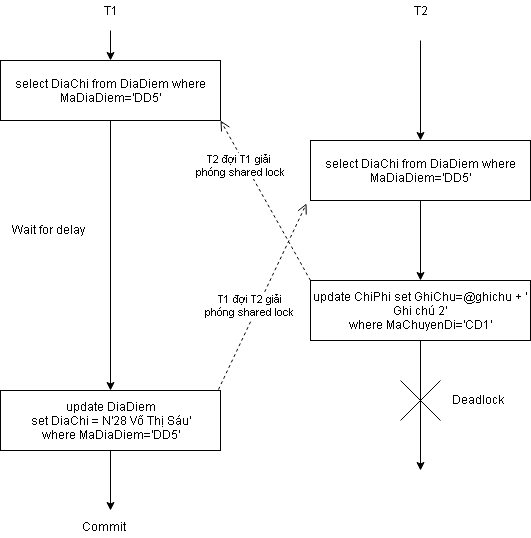 T1
T2
select DiaChi from DiaDiem where
MaDiaDiem='DD5'
T2 đợi T1 giải
phóng shared lock
select DiaChi from DiaDiem where
MaDiaDiem='DD5'
Wait for delay
T1 đợi T2 giải
phóng shared lock
update ChiPhi set GhiChu=@ghichu + '
Ghi chú 2'
where MaChuyenDi='CD1'
update DiaDiem
set DiaChi = N'28 Võ Thị Sáu'
where MaDiaDiem='DD5'
Deadlock
Commit